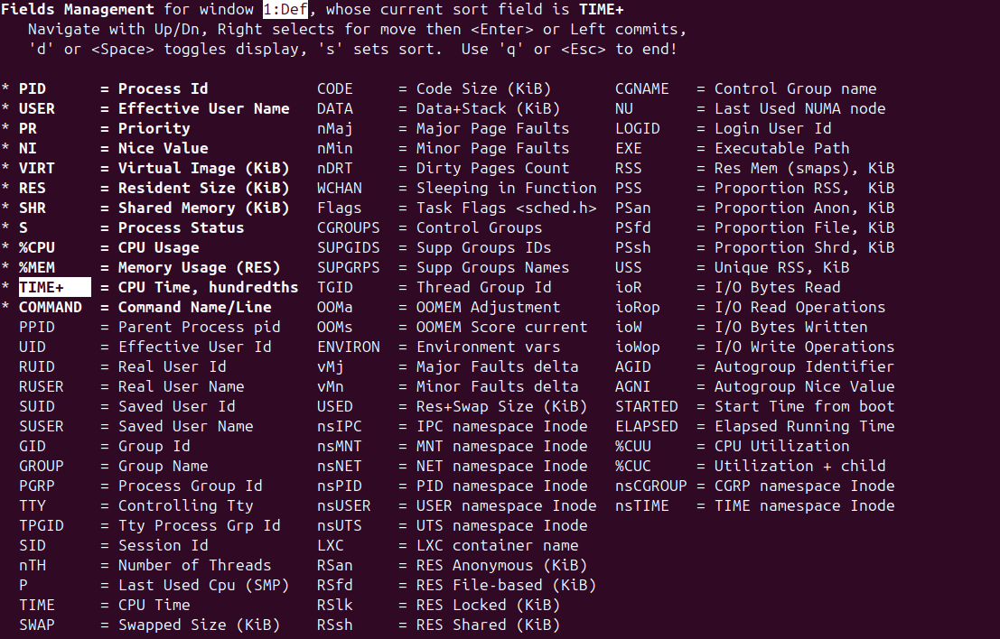 Fields Management for window 1:Def, whose current sort field is TIME+
   Navigate with Up/Dn, Right selects for move then <Enter> or Left commits,
   'd' or <Space> toggles display, 's' sets sort.  Use 'q' or <Esc> to end!

* PID     = Process Id            CODE    = Code Size (KiB)       CGNAME  = Control Group name
* USER    = Effective User Name   DATA    = Data+Stack (KiB)      NU      = Last Used NUMA node
* PR      = Priority              nMaj    = Major Page Faults     LOGID   = Login User Id
* NI      = Nice Value            nMin    = Minor Page Faults     EXE     = Executable Path
* VIRT    = Virtual Image (KiB)   nDRT    = Dirty Pages Count     RSS     = Res Mem (smaps), KiB
* RES     = Resident Size (KiB)   WCHAN   = Sleeping in Function  PSS     = Proportion RSS,  KiB
* SHR     = Shared Memory (KiB)   Flags   = Task Flags <sched.h>  PSan    = Proportion Anon, KiB
* S       = Process Status        CGROUPS = Control Groups        PSfd    = Proportion File, KiB
* %CPU    = CPU Usage             SUPGIDS = Supp Groups IDs       PSsh    = Proportion Shrd, KiB
* %MEM    = Memory Usage (RES)    SUPGRPS = Supp Groups Names     USS     = Unique RSS, KiB
* TIME+   = CPU Time, hundredths  TGID    = Thread Group Id       ioR     = I/O Bytes Read
* COMMAND = Command Name/Line     OOMa    = OOMEM Adjustment      ioRop   = I/O Read Operations
  PPID    = Parent Process pid    OOMs    = OOMEM Score current   ioW     = I/O Bytes Written
  UID     = Effective User Id     ENVIRON = Environment vars      ioWop   = I/O Write Operations
  RUID    = Real User Id          vMj     = Major Faults delta    AGID    = Autogroup Identifier
  RUSER   = Real User Name        vMn     = Minor Faults delta    AGNI    = Autogroup Nice Value
  SUID    = Saved User Id         USED    = Res+Swap Size (KiB)   STARTED = Start Time from boot
  SUSER   = Saved User Name       nsIPC   = IPC namespace Inode   ELAPSED = Elapsed Running Time
  GID     = Group Id              nsMNT   = MNT namespace Inode   %CUU    = CPU Utilization
  GROUP   = Group Name            nsNET   = NET namespace Inode   %CUC    = Utilization + child
  PGRP    = Process Group Id      nsPID   = PID namespace Inode   nsCGROUP = CGRP namespace Inode
  TTY     = Controlling Tty       nsUSER  = USER namespace Inode  nsTIME   = TIME namespace Inode
  TPGID   = Tty Process Grp Id    nsUTS   = UTS namespace Inode
  SID     = Session Id            LXC     = LXC container name
  nTH     = Number of Threads     RSan    = RES Anonymous (KiB)
  P       = Last Used Cpu (SMP)   RSfd    = RES File-based (KiB)
  TIME    = CPU Time              RSlk    = RES Locked (KiB)
  SWAP    = Swapped Size (KiB)    RSsh    = RES Shared (KiB)